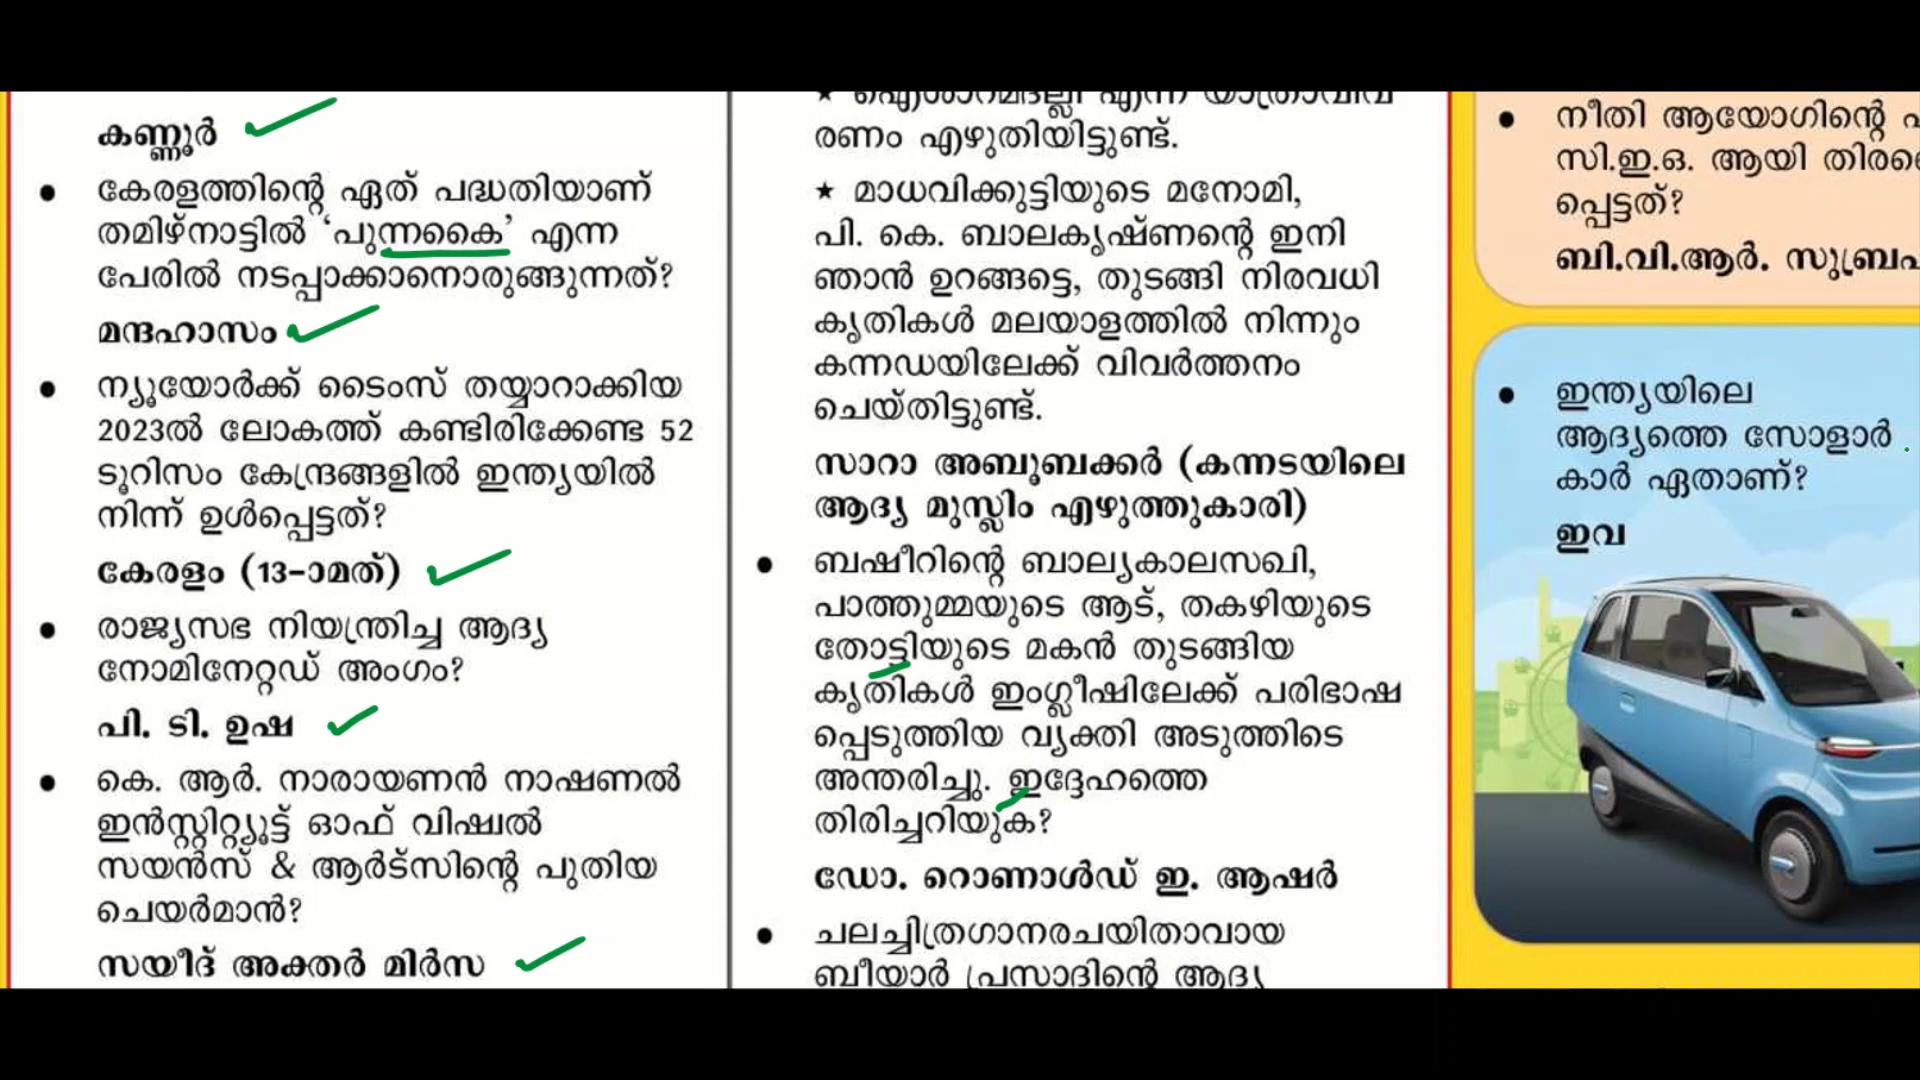 കണ്ണൂർ
● കേരളത്തിന്റെ ഏത് പദ്ധതിയാണ്
തമിഴ്നാട്ടിൽ ‘പുന്നകൈ’ എന്ന
പേരിൽ നടപ്പാക്കാനൊരുങ്ങുന്നത്?
മന്ദഹാസം
● ന്യൂയോർക്ക് ടൈംസ് തയ്യാറാക്കിയ
2023ൽ ലോകത്ത് കണ്ടിരിക്കേണ്ട 52
ടൂറിസം കേന്ദ്രങ്ങളിൽ ഇന്ത്യയിൽ
നിന്ന് ഉൾപ്പെട്ടത്?
കേരളം (13-ാമത്)
● രാജ്യസഭ നിയന്ത്രിച്ച ആദ്യ
നോമിനേറ്റഡ് അംഗം?
പി. ടി. ഉഷ
● കെ. ആർ. നാരായണൻ നാഷണൽ
ഇൻസ്റ്റിറ്റ്യൂട്ട് ഓഫ് വിഷ്വൽ
സയൻസ് & ആർട്സിന്റെ പുതിയ
ചെയർമാൻ?
സയീദ് അക്തർ മിർസ
രണം എഴുതിയിട്ടുണ്ട്.
★ മാധവിക്കുട്ടിയുടെ മനോമി,
പി. കെ. ബാലകൃഷ്ണന്റെ ഇനി
ഞാൻ ഉറങ്ങട്ടെ, തുടങ്ങി നിരവധി
കൃതികൾ മലയാളത്തിൽ നിന്നും
കന്നഡയിലേക്ക് വിവർത്തനം
ചെയ്തിട്ടുണ്ട്.
സാറാ അബൂബക്കർ (കന്നടയിലെ
ആദ്യ മുസ്ലിം എഴുത്തുകാരി)
● ബഷീറിന്റെ ബാല്യകാലസഖി,
പാത്തുമ്മയുടെ ആട്, തകഴിയുടെ
തോട്ടിയുടെ മകൻ തുടങ്ങിയ
കൃതികൾ ഇംഗ്ലീഷിലേക്ക് പരിഭാഷ
പ്പെടുത്തിയ വ്യക്തി അടുത്തിടെ
അന്തരിച്ചു. ഇദ്ദേഹത്തെ
തിരിച്ചറിയുക?
ഡോ. റൊണാൾഡ് ഇ. ആഷർ
● ചലച്ചിത്രഗാനരചയിതാവായ
ബീയാർ പ്രസാദിന്റെ ആദ്യ
● നീതി ആയോഗിന്റെ
സി.ഇ.ഒ. ആയി
പ്പെട്ടത്?
ബി.വി.ആർ.
● ഇന്ത്യയിലെ
ആദ്യത്തെ സോളാർ
കാർ ഏതാണ്?
ഇവ